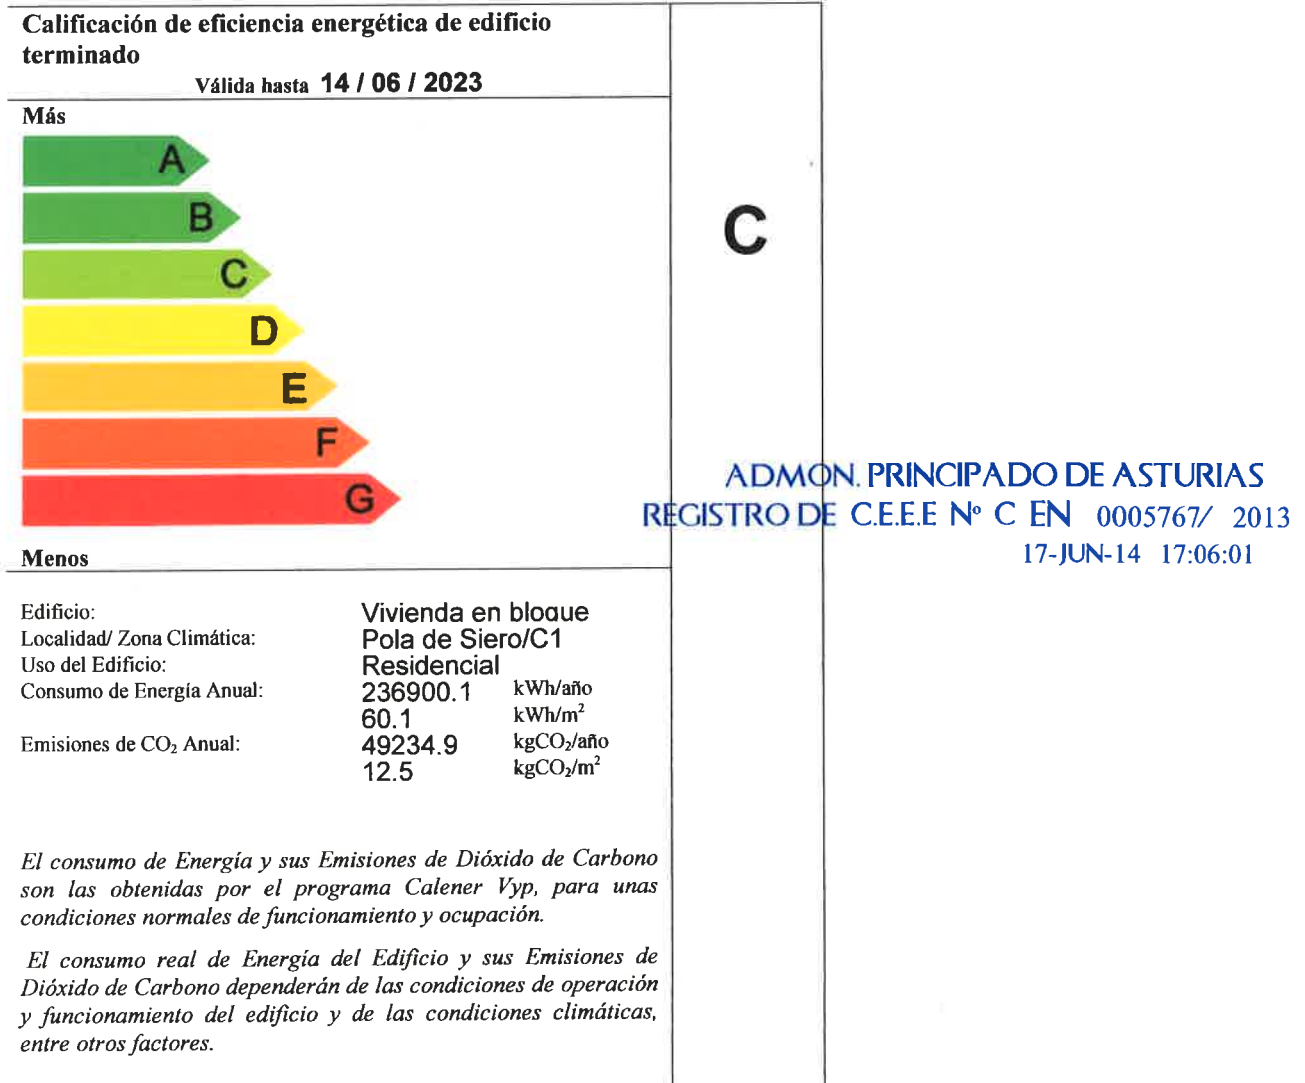 Calificación de eficiencia energética de edificio
terminado
Válida hasta 14 / 06 / 2023
Más
A
B
C
D
E
F
G
Menos
C
ADMON. PRINCIPADO DE ASTURIAS
REGISTRO DE C.E.E.E Nº C EN 0005767/ 2013
17-JUN-14 17:06:01
Edificio: Vivienda en bloque
Localidad/ Zona Climática: Pola de Siero/C1
Uso del Edificio: Residencial
Consumo de Energía Anual: 236900.1 kWh/año
60.1 kWh/m²
Emisiones de CO₂ Anual: 49234.9 kgCO₂/año
12.5 kgCO₂/m²
El consumo de Energía y sus Emisiones de Dióxido de Carbono
son las obtenidas por el programa Calener Vyp, para unas
condiciones normales de funcionamiento y ocupación.
El consumo real de Energía del Edificio y sus Emisiones de
Dióxido de Carbono dependerán de las condiciones de operación
y funcionamiento del edificio y de las condiciones climáticas,
entre otros factores.